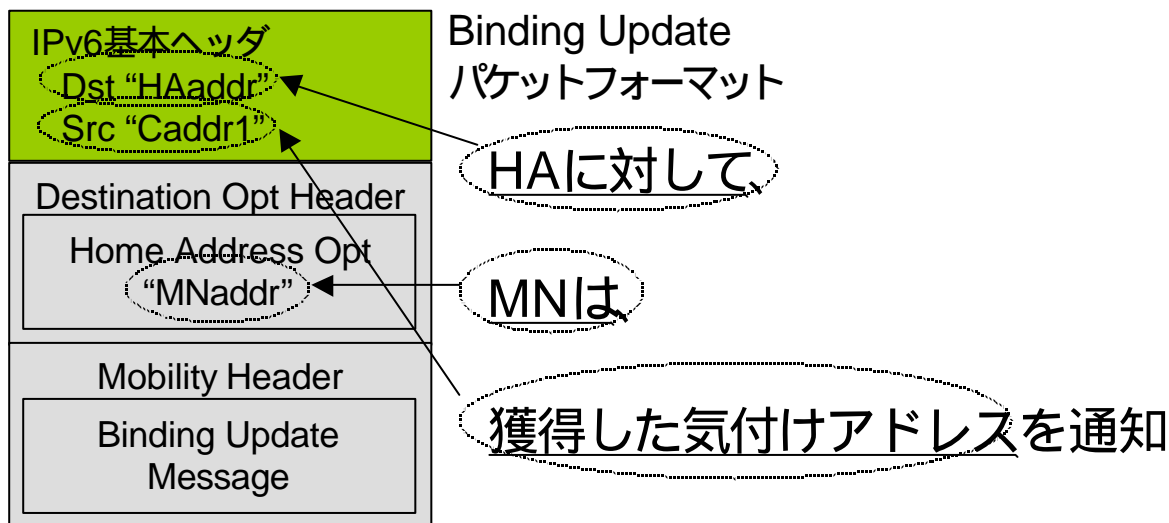 IPv6基本ヘッダ
Dst “HAaddr”
Src “Caddr1”
Destination Opt Header
Home Address Opt
“MNaddr”
Mobility Header
Binding Update
Message
Binding Update
パケットフォーマット
HAに対して、
MNは、
獲得した気付けアドレスを通知